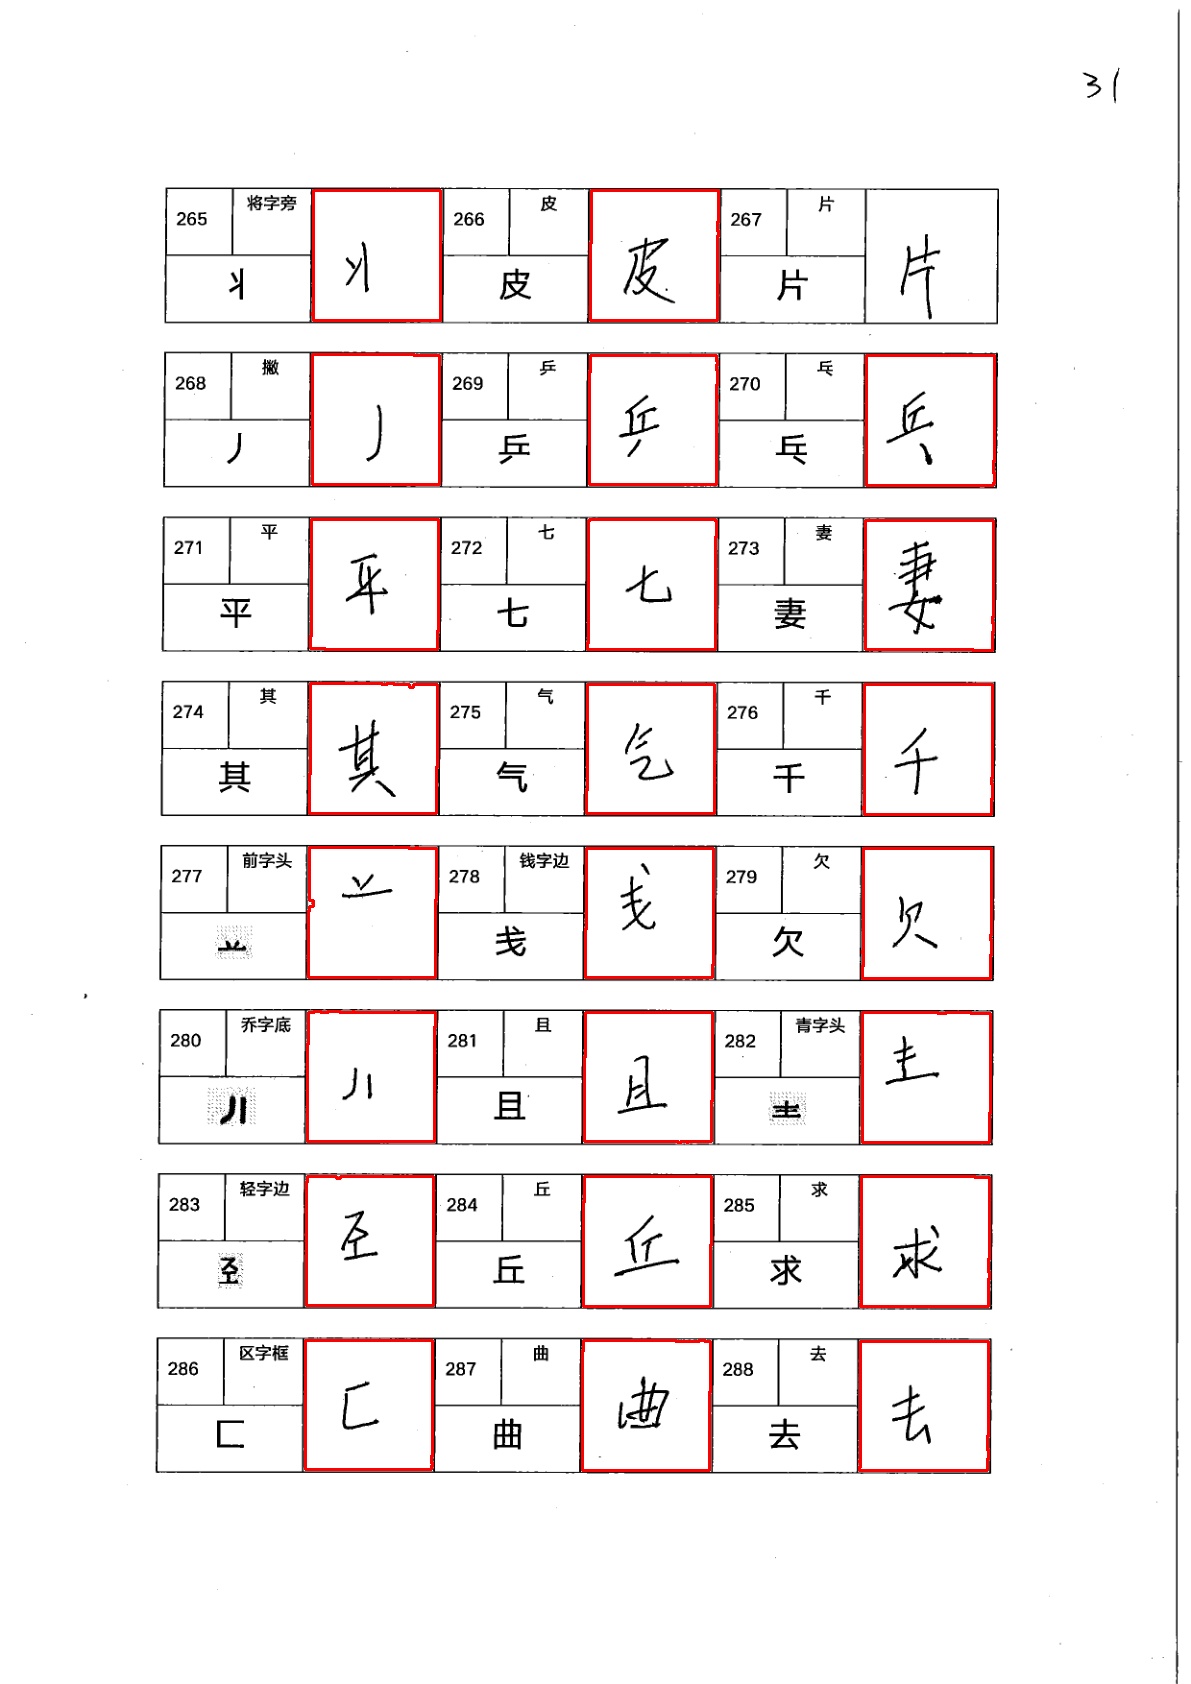 31
265 将字旁 丬 丬 266 皮 皮 皮 267 片 片 片
268 撇 丿 丿 269 乒 乒 乒 270 乓 乓 乓
271 平 平 平 272 七 七 七 273 妻 妻 妻
274 其 其 其 275 气 气 气 276 千 千 千
277 前字头 䒑 䒑 278 钱字边 戋 戋 279 欠 欠 欠
280 乔字底 281 且 且 且 282 青字头 龶 龶
283 轻字边 𢀖 𢀖 284 丘 丘 丘 285 求 求 求
286 区字框 匚 匚 287 曲 曲 曲 288 去 去 去